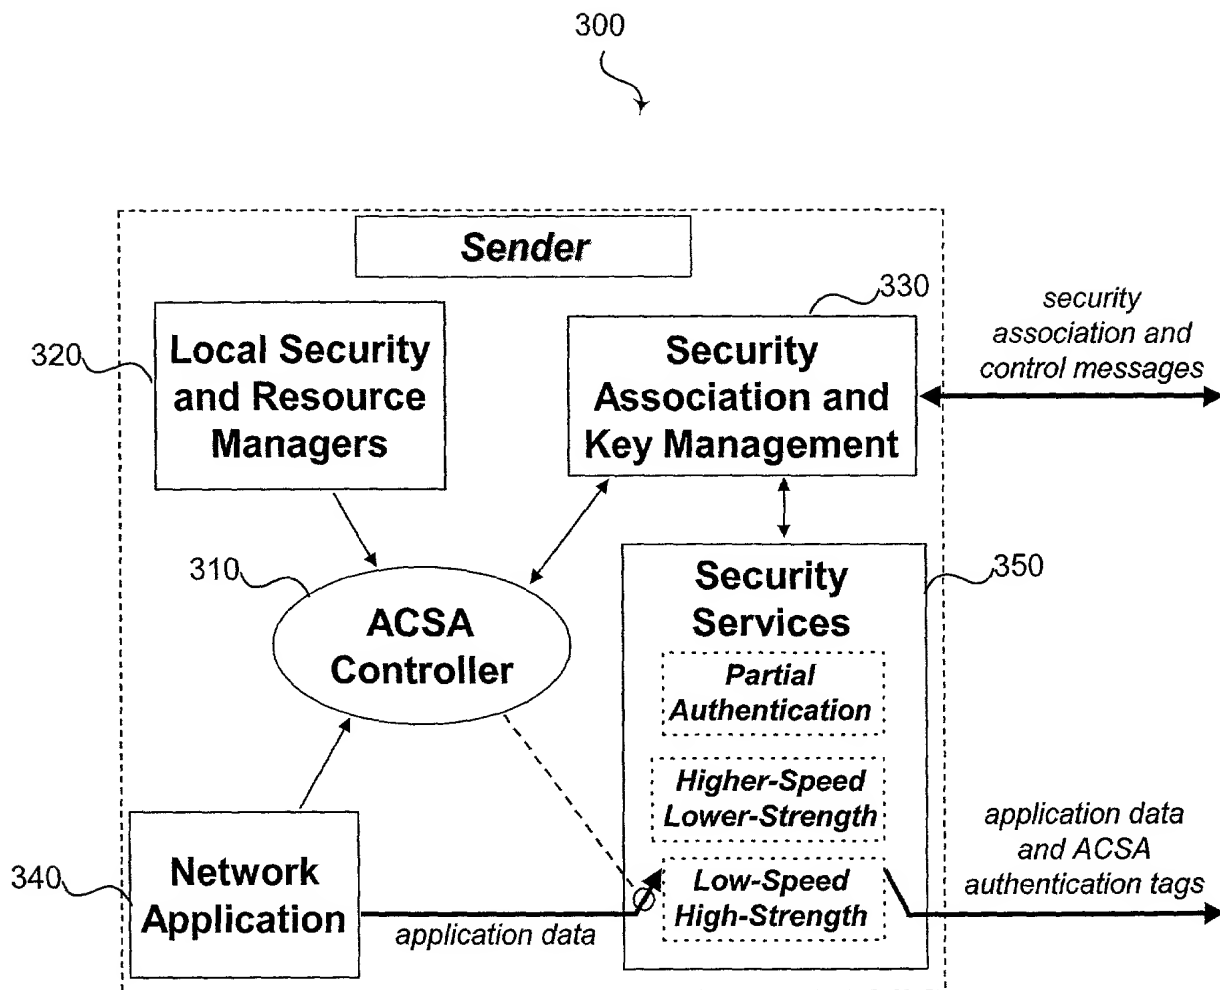 300
Sender
330
security
association and
control messages
320
Local Security
and Resource
Managers
Security
Association and
Key Management
310
ACSA
Controller
350
Security
Services
Partial
Authentication
Higher-Speed
Lower-Strength
Low-Speed
High-Strength
340
Network
Application
application data
application data
and ACSA
authentication tags